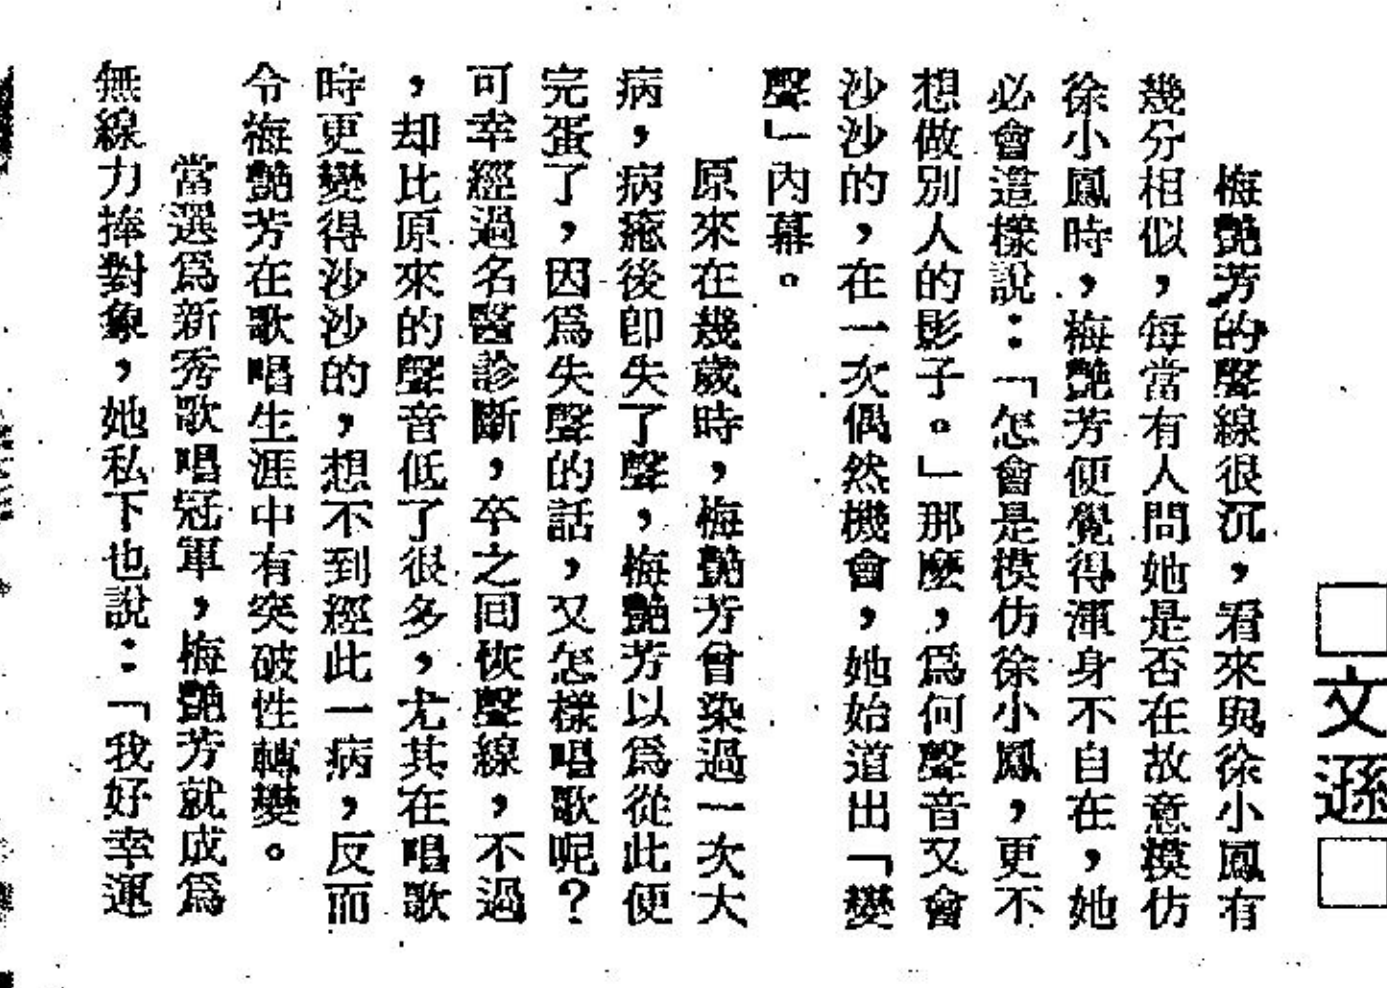 □文遜□
梅艷芳的聲線很沉，看來與徐小鳳有
幾分相似，每當有人問她是否在故意模仿
徐小鳳時，梅艷芳便覺得渾身不自在，她
必會這樣說：「怎會是模仿徐小鳳，更不
想做別人的影子。」那麼，爲何聲音又會
沙沙的，在一次偶然機會，她始道出「變
聲」內幕。
原來在幾歲時，梅艷芳曾染過一次大
病，病癒後卽失了聲，梅艷芳以爲從此便
完蛋了，因爲失聲的話，又怎樣唱歌呢？
可幸經過名醫診斷，卒之回恢聲線，不過
，却比原來的聲音低了很多，尤其在唱歌
時更變得沙沙的，想不到經此一病，反而
令梅艷芳在歌唱生涯中有突破性轉變。
當選爲新秀歌唱冠軍，梅艷芳就成爲
無線力捧對象，她私下也說：「我好幸運